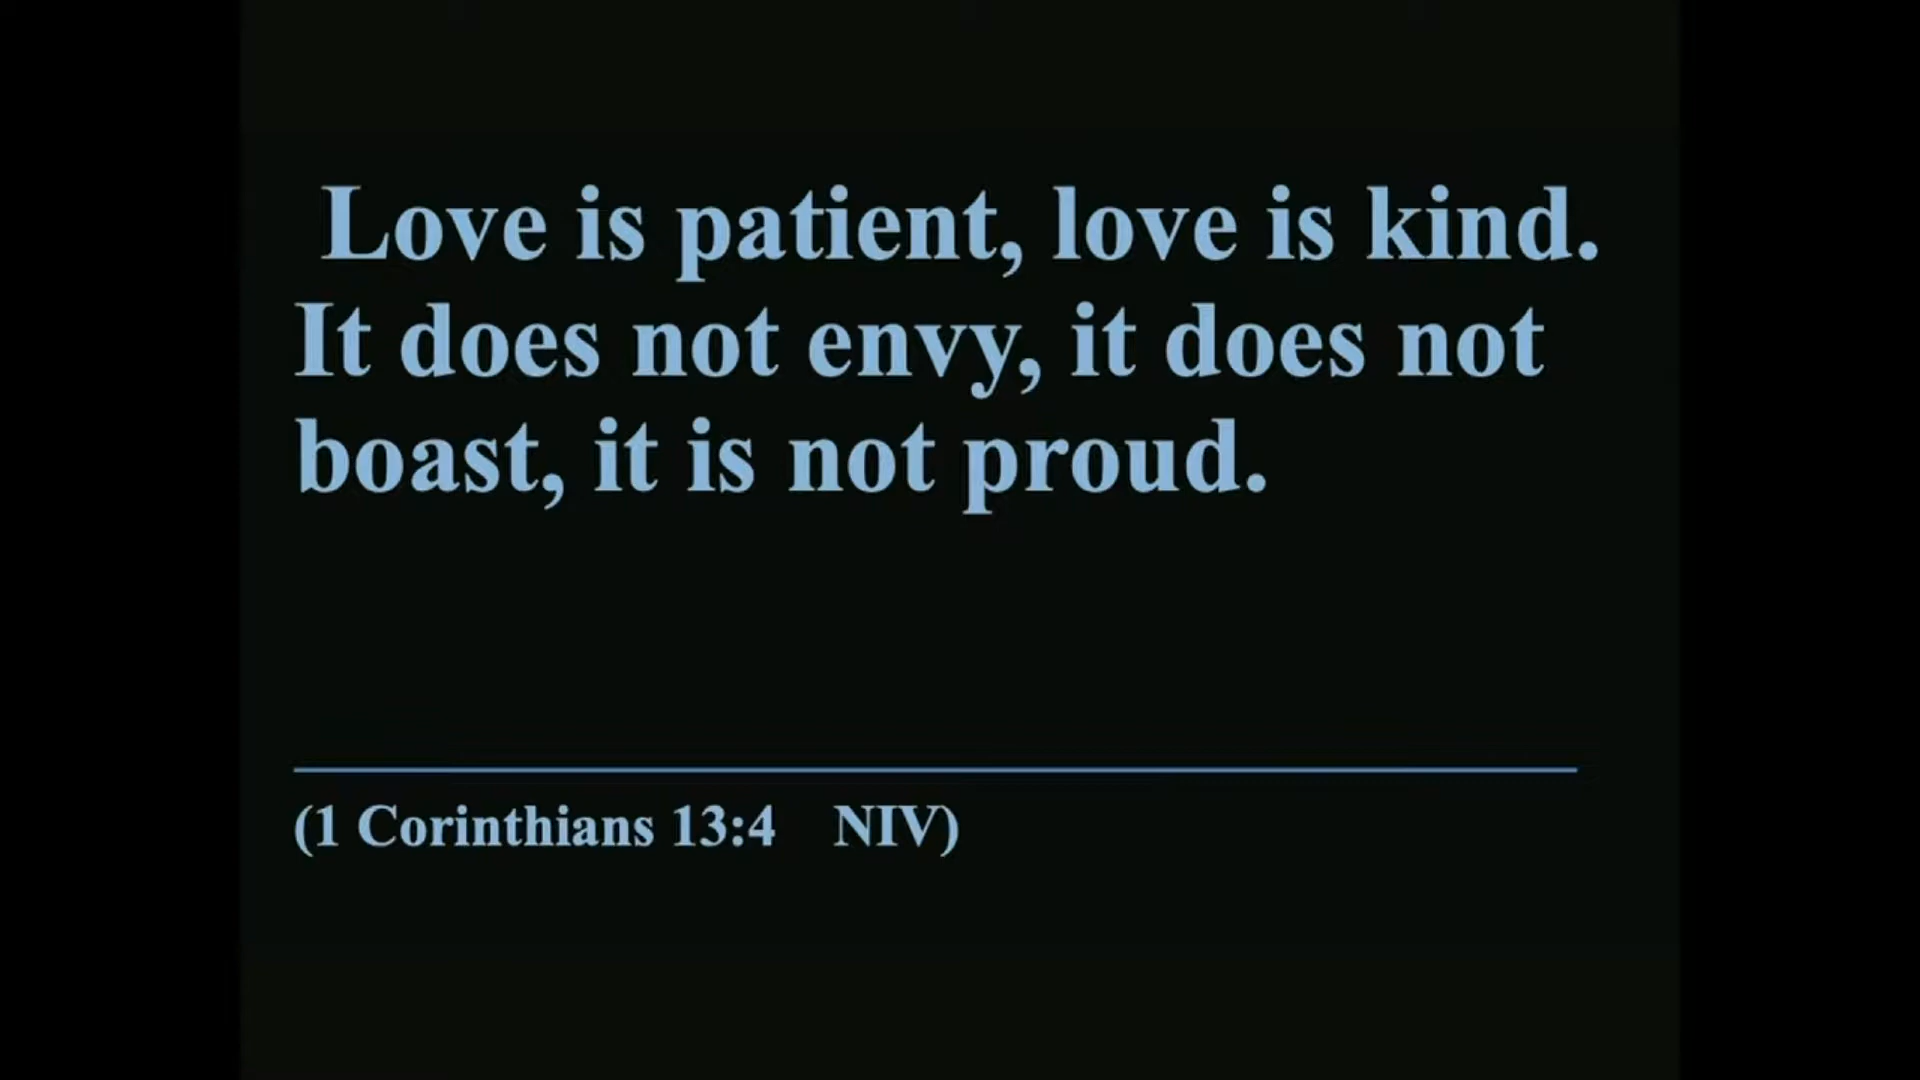 Love is patient, love is kind.
It does not envy, it does not
boast, it is not proud.
(1 Corinthians 13:4    NIV)